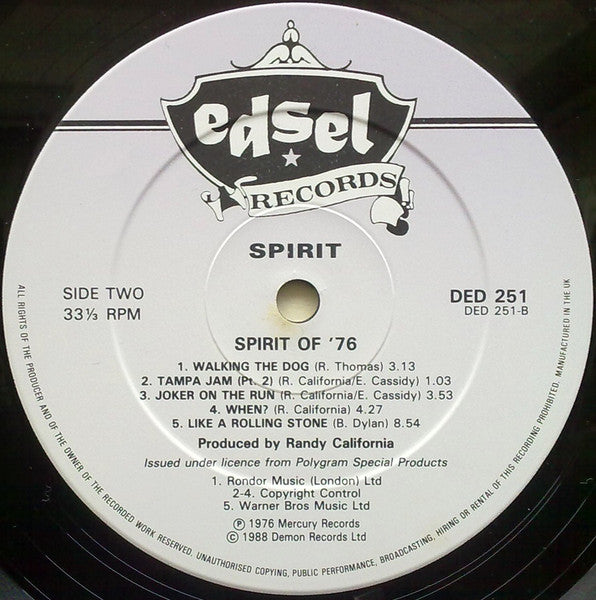 edsel
RECORDS
SPIRIT
SIDE TWO
33⅓ RPM
DED 251
DED 251-B
SPIRIT OF '76
1. WALKING THE DOG (R. Thomas) 3.13
2. TAMPA JAM (Pt. 2) (R. California/E. Cassidy) 1.03
3. JOKER ON THE RUN (R. California/E. Cassidy) 3.53
4. WHEN? (R. California) 4.27
5. LIKE A ROLLING STONE (B. Dylan) 8.54
Produced by Randy California
Issued under licence from Polygram Special Products
1. Rondor Music (London) Ltd
2-4. Copyright Control
5. Warner Bros Music Ltd
Ⓟ 1976 Mercury Records
© 1988 Demon Records Ltd
ALL RIGHTS OF THE PRODUCER AND OF THE OWNER OF THE RECORDED WORK RESERVED. UNAUTHORISED COPYING, PUBLIC PERFORMANCE, BROADCASTING, HIRING OR RENTAL OF THIS RECORDING PROHIBITED. MANUFACTURED IN THE UK